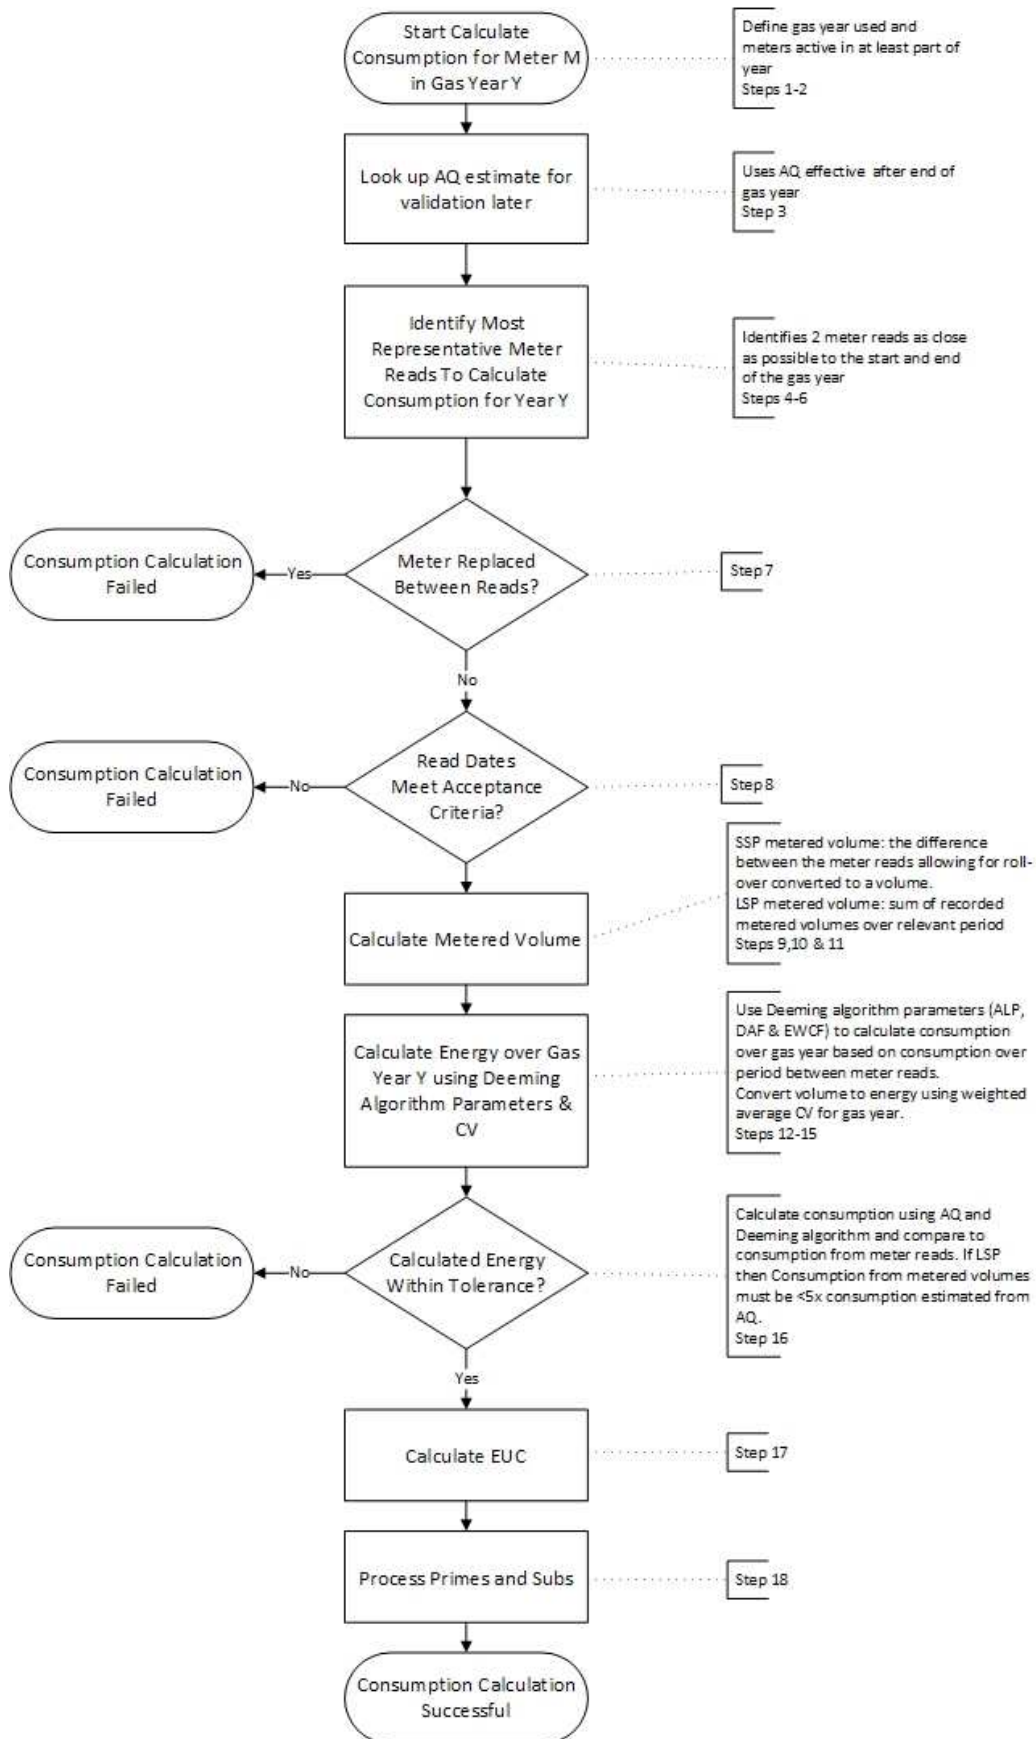 Start Calculate
Consumption for Meter M
in Gas Year Y
Define gas year used and
meters active in at least part of
year
Steps 1-2
Look up AQ estimate for
validation later
Uses AQ effective after end of
gas year
Step 3
Identify Most
Representative Meter
Reads To Calculate
Consumption for Year Y
Identifies 2 meter reads as close
as possible to the start and end
of the gas year
Steps 4-6
Consumption Calculation
Failed
Yes
Meter Replaced
Between Reads?
Step 7
No
Consumption Calculation
Failed
No
Read Dates
Meet Acceptance
Criteria?
Step 8
Calculate Metered Volume
SSP metered volume: the difference
between the meter reads allowing for roll-
over converted to a volume.
LSP metered volume: sum of recorded
metered volumes over relevant period
Steps 9,10 & 11
Calculate Energy over Gas
Year Y using Deeming
Algorithm Parameters &
CV
Use Deeming algorithm parameters (ALP,
DAF & EWCF) to calculate consumption
over gas year based on consumption over
period between meter reads.
Convert volume to energy using weighted
average CV for gas year.
Steps 12-15
Consumption Calculation
Failed
No
Calculated Energy
Within Tolerance?
Calculate consumption using AQ and
Deeming algorithm and compare to
consumption from meter reads. If LSP
then Consumption from metered volumes
must be <5x consumption estimated from
AQ.
Step 16
Yes
Calculate EUC
Step 17
Process Primes and Subs
Step 18
Consumption Calculation
Successful